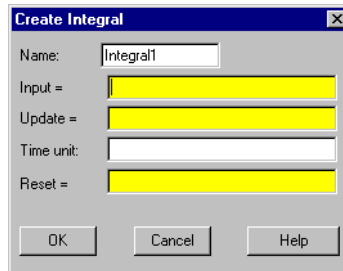 Create Integral
Name: Integral1
Input =
Update =
Time unit:
Reset =
OK Cancel Help